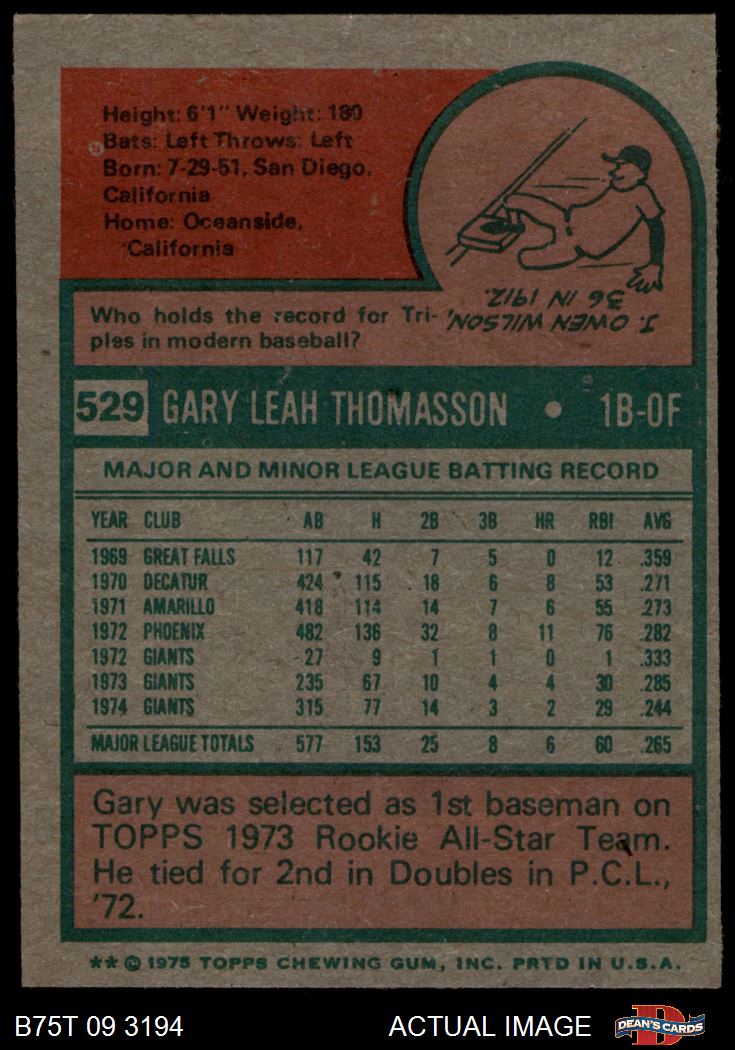 Height: 6'1" Weight: 180
Bats: Left Throws: Left
Born: 7-29-51, San Diego,
California
Home: Oceanside,
California
Who holds the record for Tri-
ples in modern baseball?
J. OWEN WILSON,
36 IN 1912.
529 GARY LEAH THOMASSON • 1B-OF
MAJOR AND MINOR LEAGUE BATTING RECORD
YEAR CLUB AB H 2B 3B HR RBI AVG
1969 GREAT FALLS 117 42 7 5 0 12 .359
1970 DECATUR 424 115 18 6 8 53 .271
1971 AMARILLO 418 114 14 7 6 55 .273
1972 PHOENIX 482 136 32 8 11 76 .282
1972 GIANTS 27 9 1 1 0 1 .333
1973 GIANTS 235 67 10 4 4 30 .285
1974 GIANTS 315 77 14 3 2 29 .244
MAJOR LEAGUE TOTALS 577 153 25 8 6 60 .265
Gary was selected as 1st baseman on
TOPPS 1973 Rookie All-Star Team.
He tied for 2nd in Doubles in P.C.L.,
'72.
** © 1975 TOPPS CHEWING GUM, INC. PRTD IN U.S.A.
B75T 09 3194 ACTUAL IMAGE DEAN'S CARDS